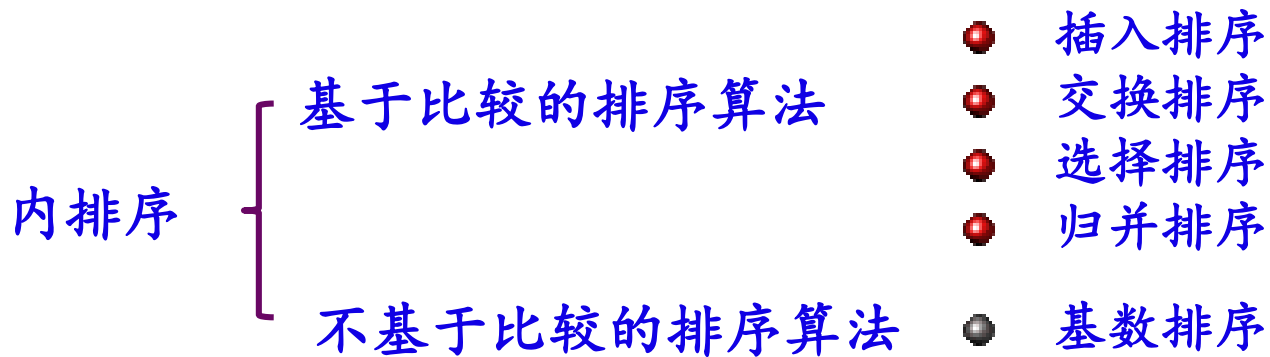 内排序
基于比较的排序算法
插入排序
交换排序
选择排序
归并排序
不基于比较的排序算法
基数排序